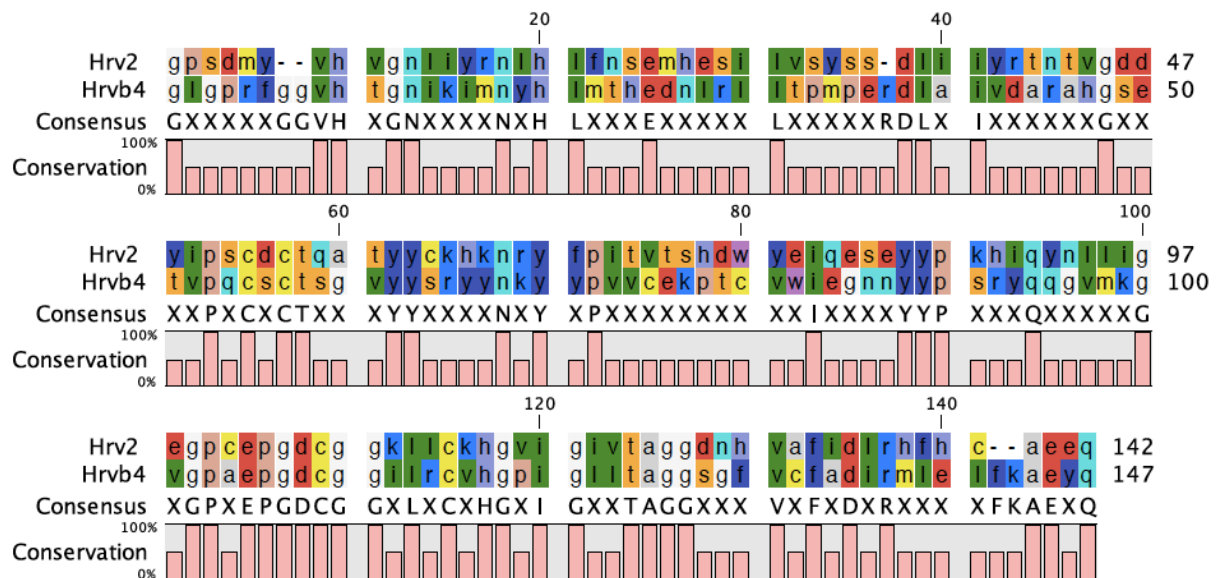 20 40
Hrv2 gpsdmy--vh vgnliyrnlh lfnsemhesi lvsyss-dli iyrtntvgdd 47
Hrvb4 glgprfggvh tgnikimnyh lmthednlrl ltpmperdla ivdarahgse 50
Consensus GXXXXXGGVH XGNXXXXNXH LXXXEXXXXX LXXXXXRDLX IXXXXXXGXX
100%
Conservation
0%
60 80 100
Hrv2 yipscdctqa tyyckhknry fpitvtshdw yeiqeseyyp khiqynllig 97
Hrvb4 tvpqcsctsg vyysryynky ypvvcekptc vwiegnnyyp sryqqgvmkg 100
Consensus XXPXCXCTXX XYYXXXXNXY XPXXXXXXXX XXIXXXXYYP XXXQXXXXXG
100%
Conservation
0%
120 140
Hrv2 egpcepgdcg gkllckhgvi givtaggdnh vafidlrhfh c--aeeq 142
Hrvb4 vgpaepgdcg gilrcvhgpi glltaggsgf vcfadirmle lfkaeyq 147
Consensus XGPXEPGDCG GXLXCXHGXI GXXTAGGXXX VXFXDXRXXX XFKAEXQ
100%
Conservation
0%